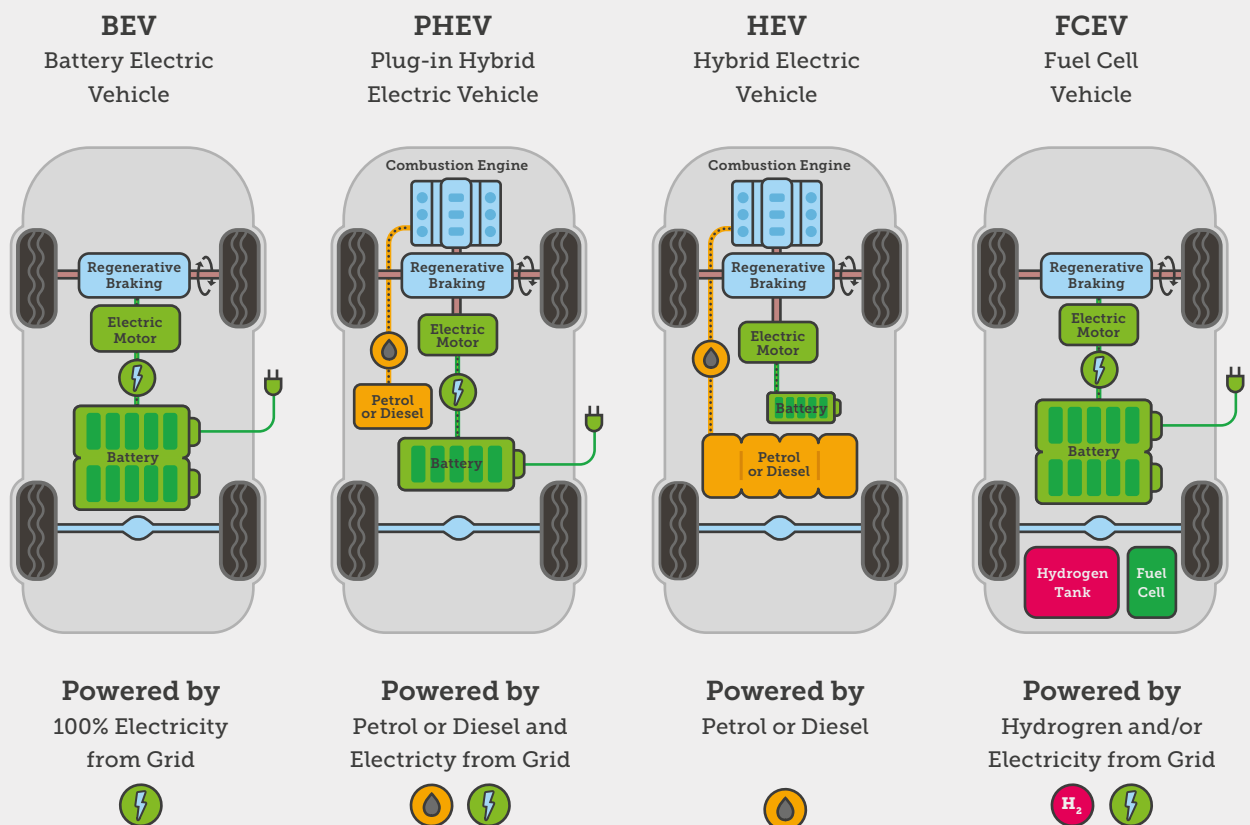 BEV
Battery Electric
Vehicle
Regenerative
Braking
Electric
Motor
Battery
Powered by
100% Electricity
from Grid
PHEV
Plug-in Hybrid
Electric Vehicle
Combustion Engine
Regenerative
Braking
Electric
Motor
Petrol
or Diesel
Battery
Powered by
Petrol or Diesel and
Electricty from Grid
HEV
Hybrid Electric
Vehicle
Combustion Engine
Regenerative
Braking
Electric
Motor
Battery
Petrol
or Diesel
Powered by
Petrol or Diesel
FCEV
Fuel Cell
Vehicle
Regenerative
Braking
Electric
Motor
Battery
Hydrogen
Tank
Fuel
Cell
Powered by
Hydrogren and/or
Electricity from Grid
H₂